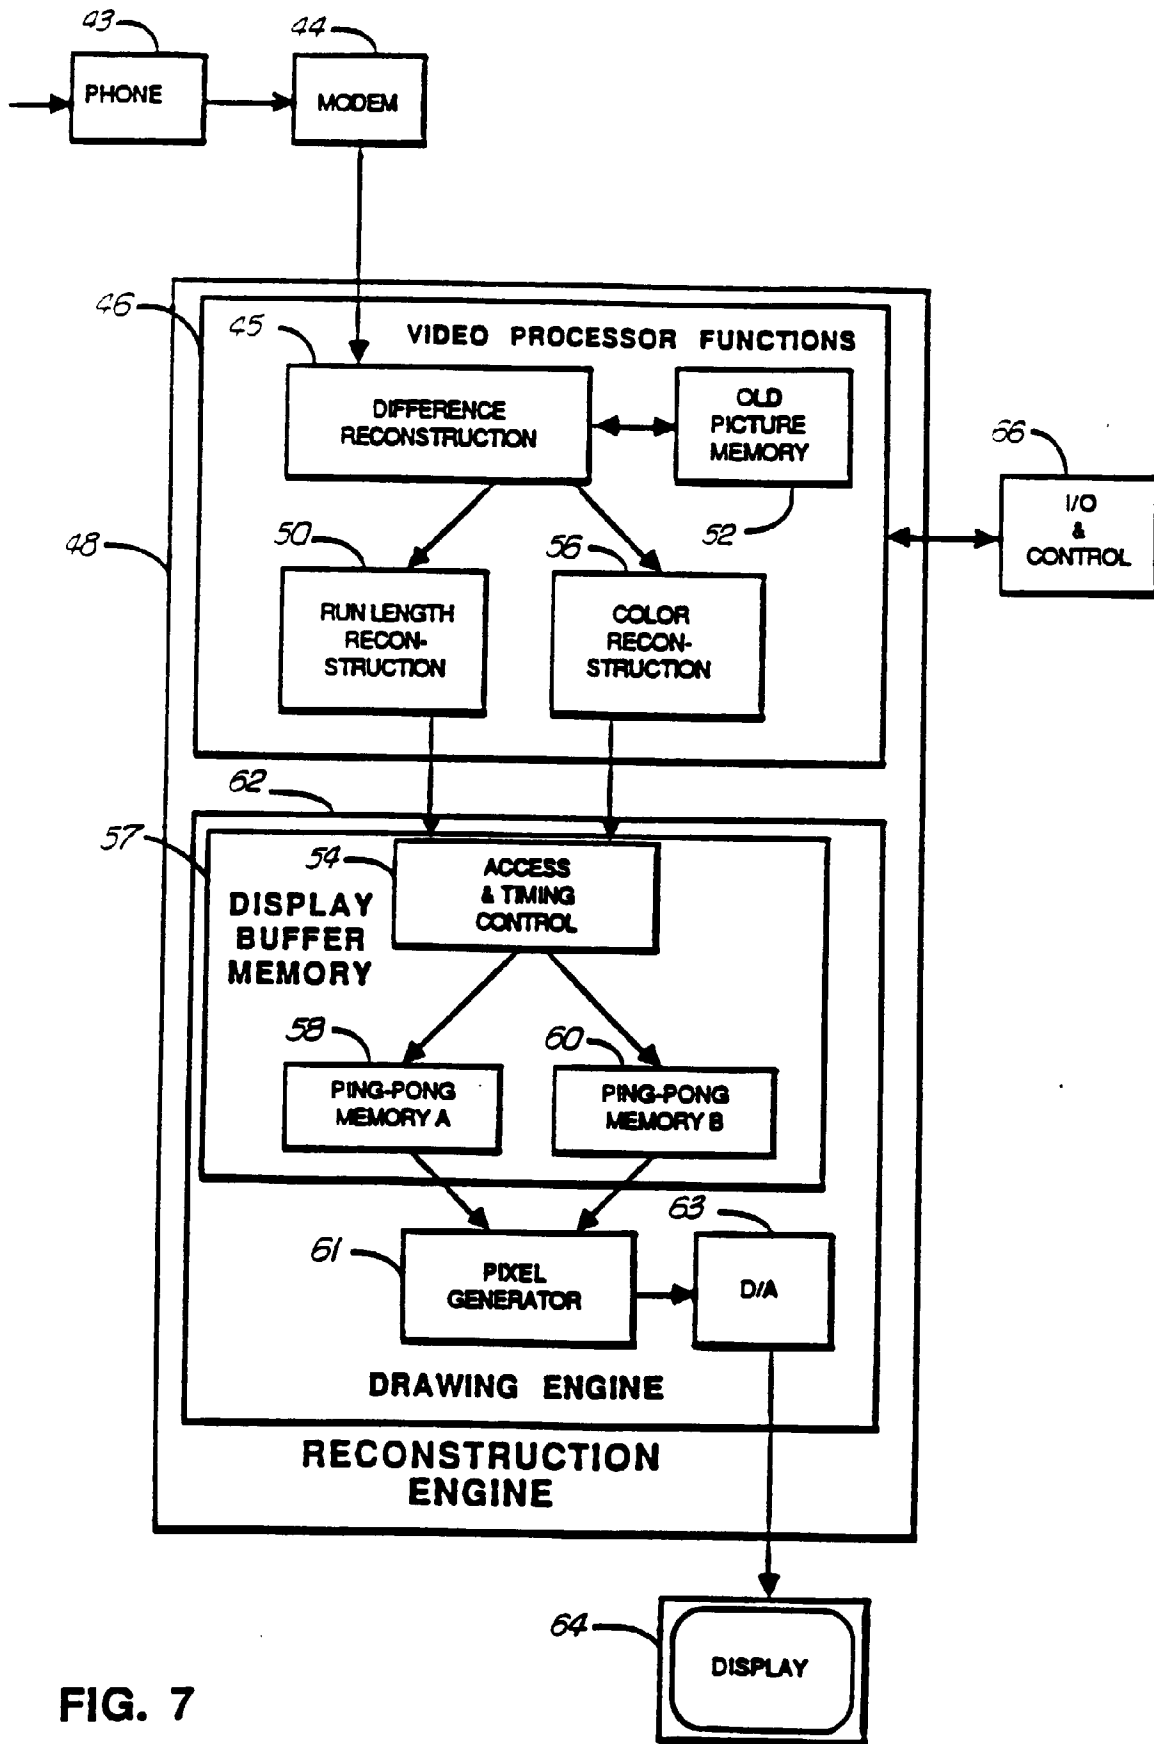 43
44
PHONE
MODEM
46
45
VIDEO PROCESSOR FUNCTIONS
DIFFERENCE
RECONSTRUCTION
OLD
PICTURE
MEMORY
66
I/O
&
CONTROL
52
48
50
56
RUN LENGTH
RECON-
STRUCTION
COLOR
RECON-
STRUCTION
62
57
54
ACCESS
& TIMING
CONTROL
DISPLAY
BUFFER
MEMORY
58
60
PING-PONG
MEMORY A
PING-PONG
MEMORY B
63
61
PIXEL
GENERATOR
D/A
DRAWING ENGINE
RECONSTRUCTION
ENGINE
64
DISPLAY
FIG. 7